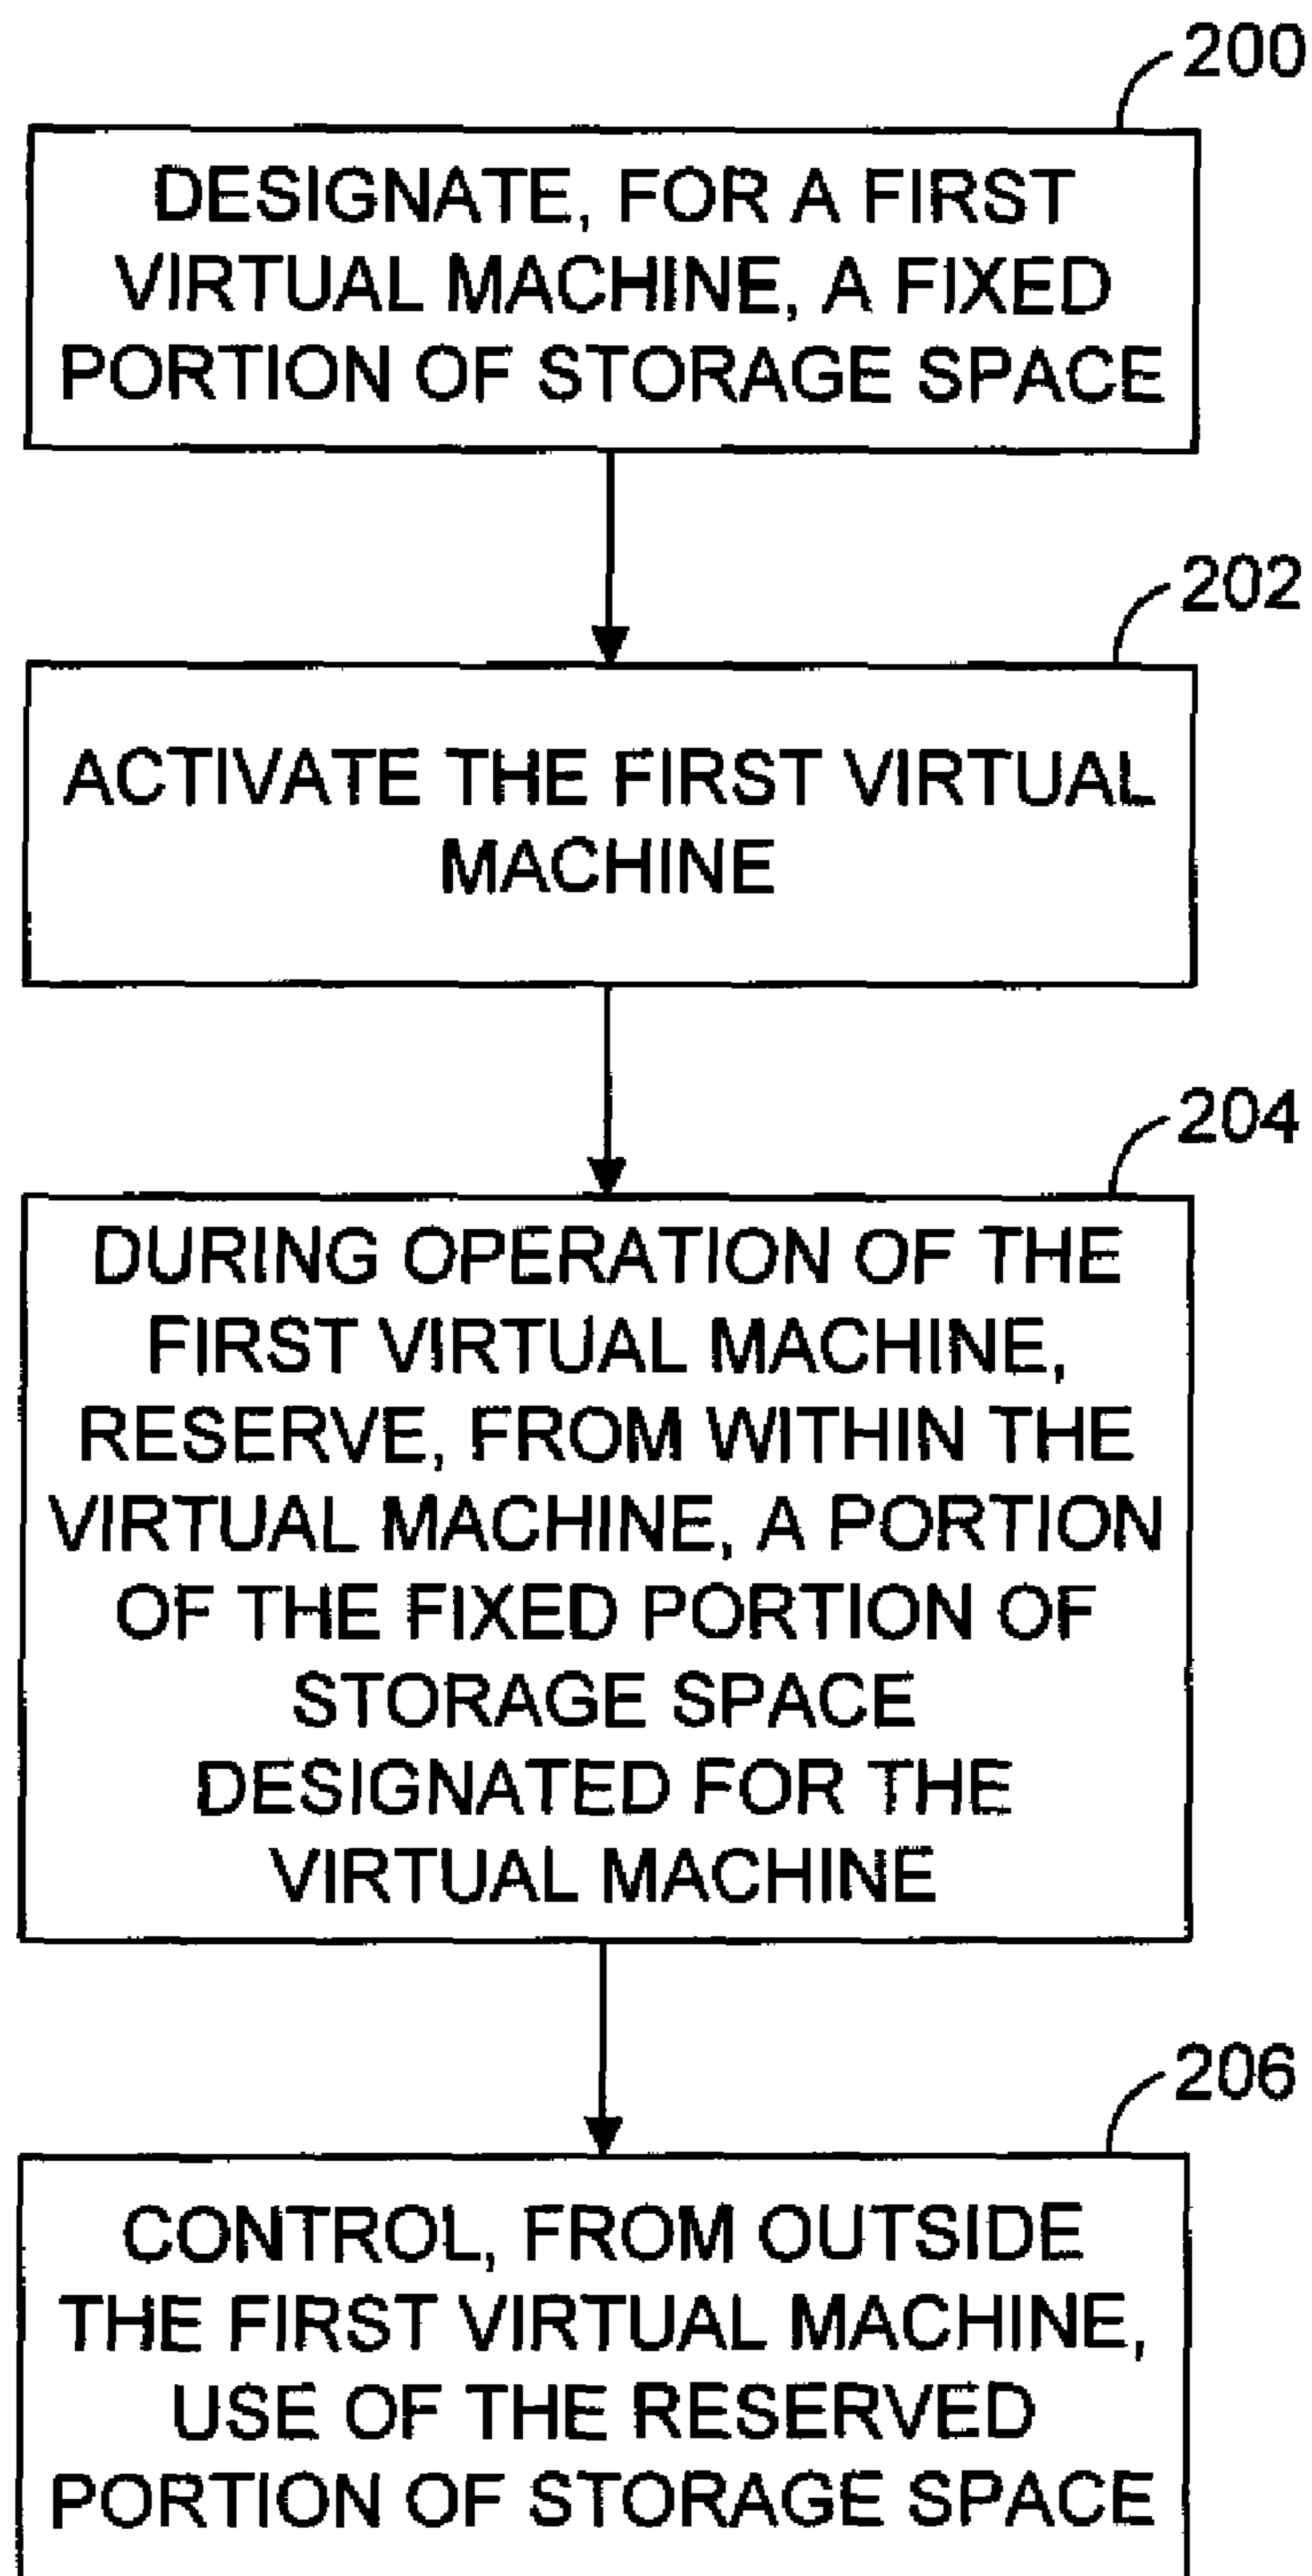 200
DESIGNATE, FOR A FIRST
VIRTUAL MACHINE, A FIXED
PORTION OF STORAGE SPACE
202
ACTIVATE THE FIRST VIRTUAL
MACHINE
204
DURING OPERATION OF THE
FIRST VIRTUAL MACHINE,
RESERVE, FROM WITHIN THE
VIRTUAL MACHINE, A PORTION
OF THE FIXED PORTION OF
STORAGE SPACE
DESIGNATED FOR THE
VIRTUAL MACHINE
206
CONTROL, FROM OUTSIDE
THE FIRST VIRTUAL MACHINE,
USE OF THE RESERVED
PORTION OF STORAGE SPACE